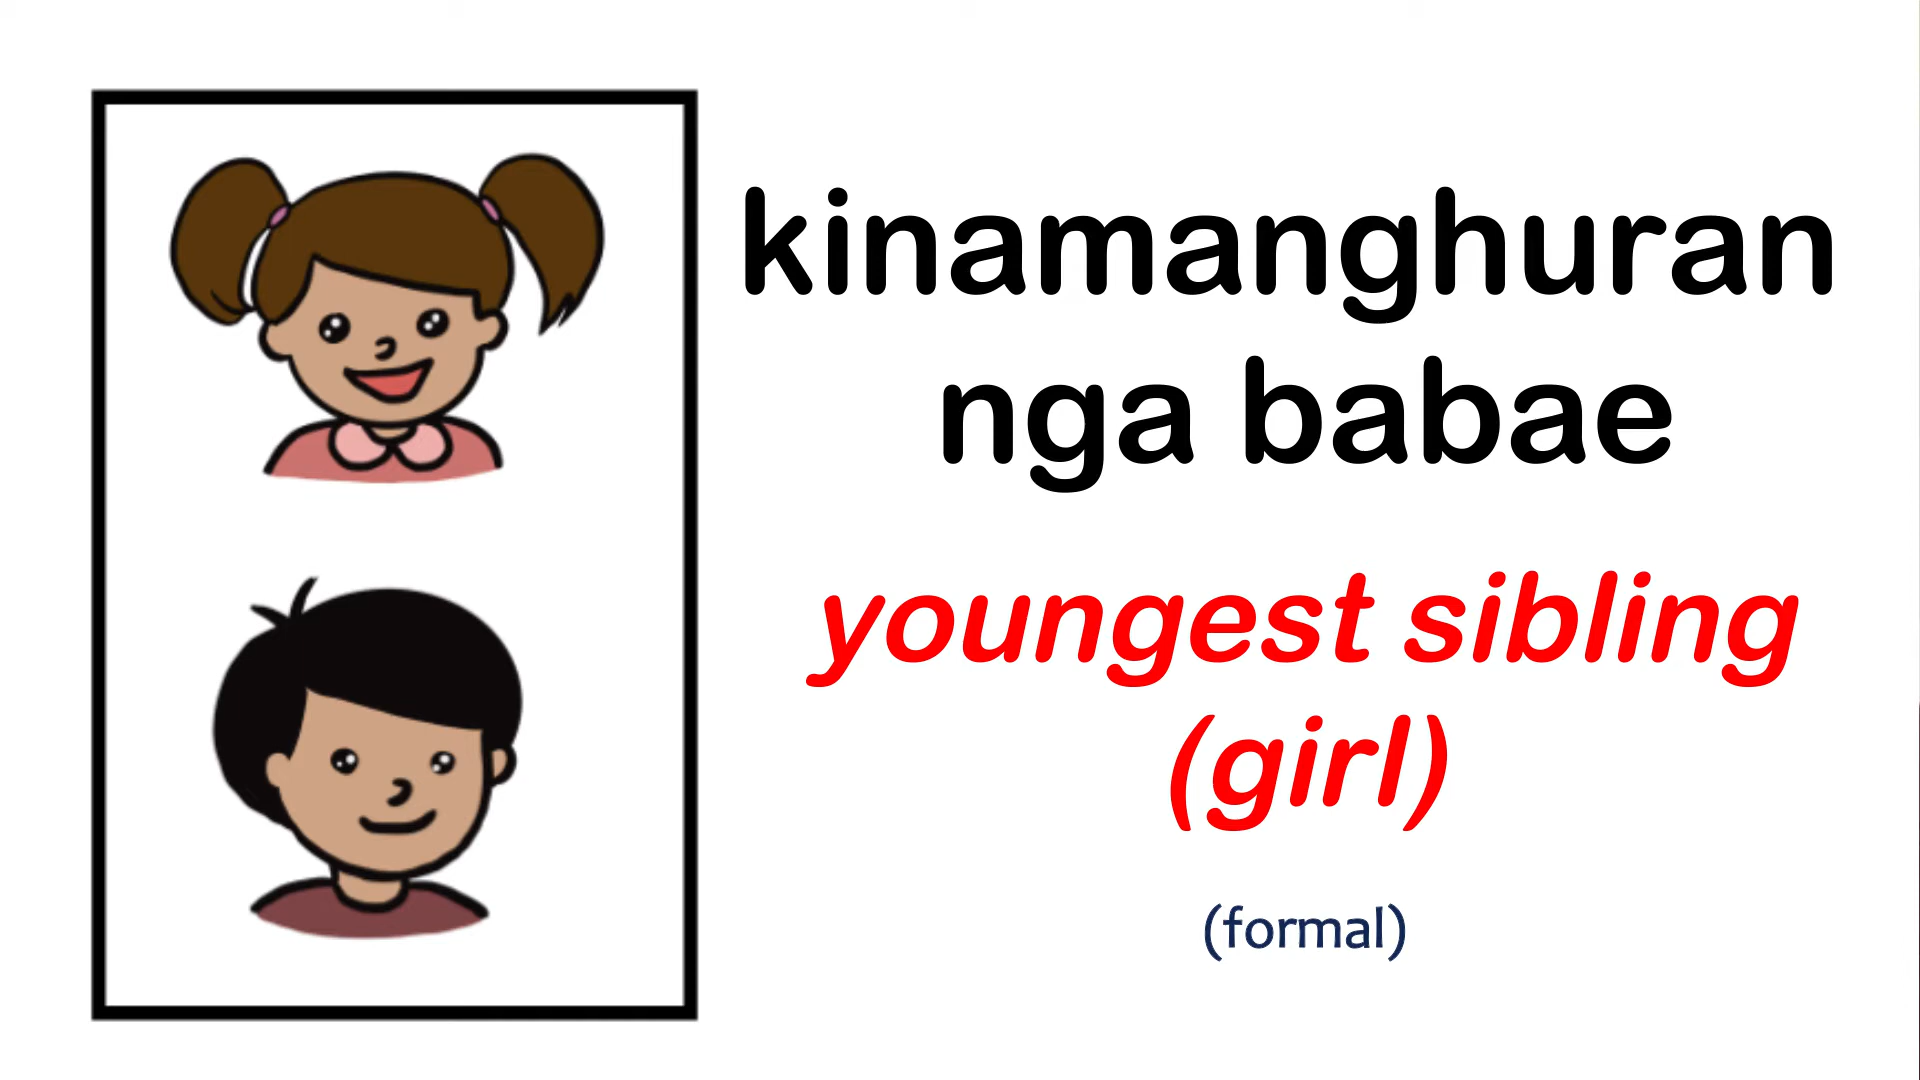 kinamanghuran
nga babae
youngest sibling
(girl)
(formal)